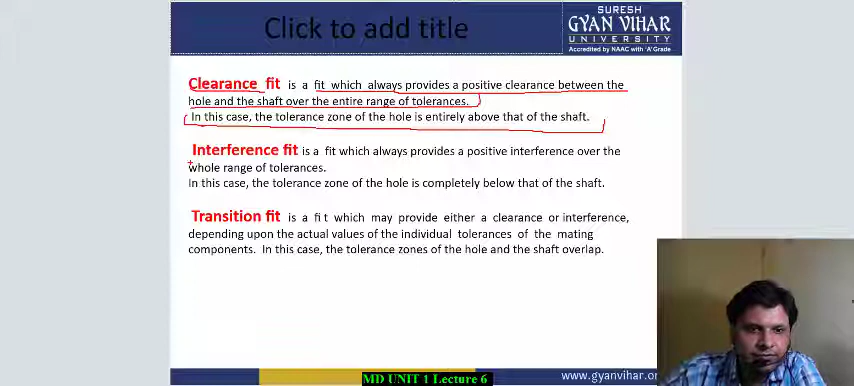 Click to add title
SURESH
GYAN VIHAR
UNIVERSITY
Accredited by NAAC with 'A' Grade
Clearance fit is a fit which always provides a positive clearance between the
hole and the shaft over the entire range of tolerances.
In this case, the tolerance zone of the hole is entirely above that of the shaft.
Interference fit is a fit which always provides a positive interference over the
whole range of tolerances.
In this case, the tolerance zone of the hole is completely below that of the shaft.
Transition fit is a fi t which may provide either a clearance or interference,
depending upon the actual values of the individual tolerances of the mating
components. In this case, the tolerance zones of the hole and the shaft overlap.
MD UNIT 1 Lecture 6
www.gyanvihar.or